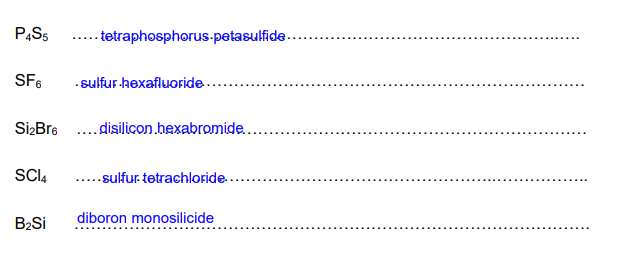 P₄S₅ tetraphosphorus petasulfide
SF₆ sulfur hexafluoride
Si₂Br₆ disilicon hexabromide
SCl₄ sulfur tetrachloride
B₂Si diboron monosilicide